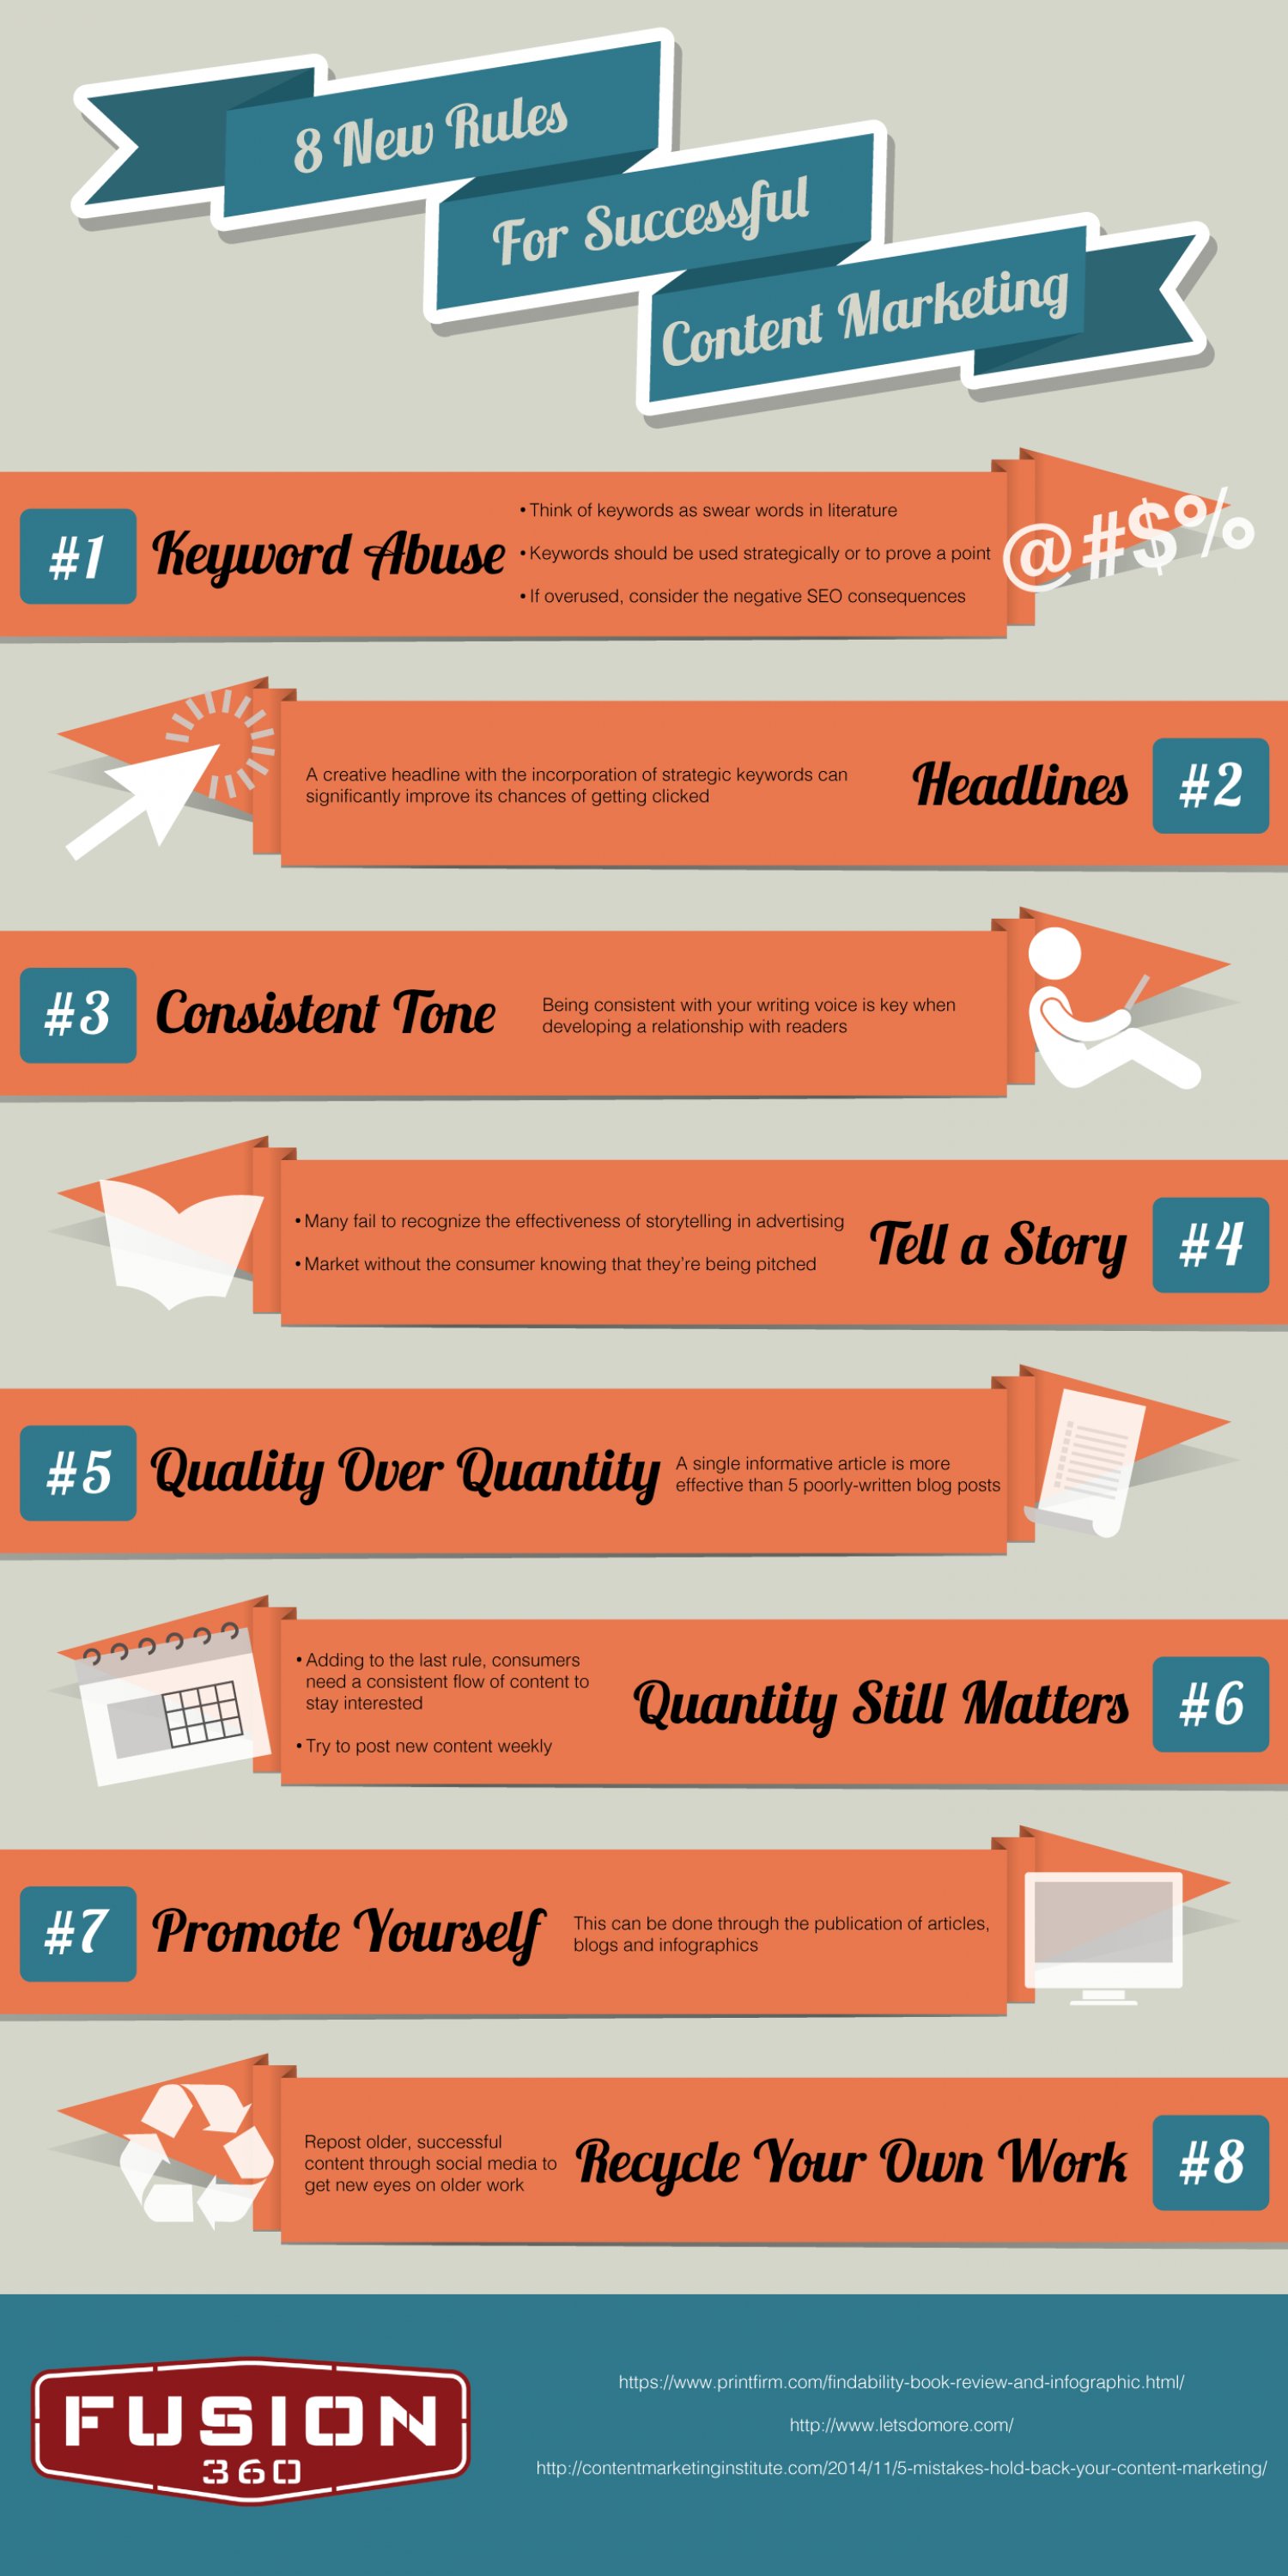 8 New Rules
For Successful
Content Marketing
#1
Keyword Abuse
• Think of keywords as swear words in literature
• Keywords should be used strategically or to prove a point
• If overused, consider the negative SEO consequences
@#$%
A creative headline with the incorporation of strategic keywords can
significantly improve its chances of getting clicked
Headlines
#2
#3
Consistent Tone
Being consistent with your writing voice is key when
developing a relationship with readers
• Many fail to recognize the effectiveness of storytelling in advertising
• Market without the consumer knowing that they're being pitched
Tell a Story
#4
#5
Quality Over Quantity
A single informative article is more
effective than 5 poorly-written blog posts
• Adding to the last rule, consumers
need a consistent flow of content to
stay interested
• Try to post new content weekly
Quantity Still Matters
#6
#7
Promote Yourself
This can be done through the publication of articles,
blogs and infographics
Repost older, successful
content through social media to
get new eyes on older work
Recycle Your Own Work
#8
FUSION
360
https://www.printfirm.com/findability-book-review-and-infographic.html/
http://www.letsdomore.com/
http://contentmarketinginstitute.com/2014/11/5-mistakes-hold-back-your-content-marketing/